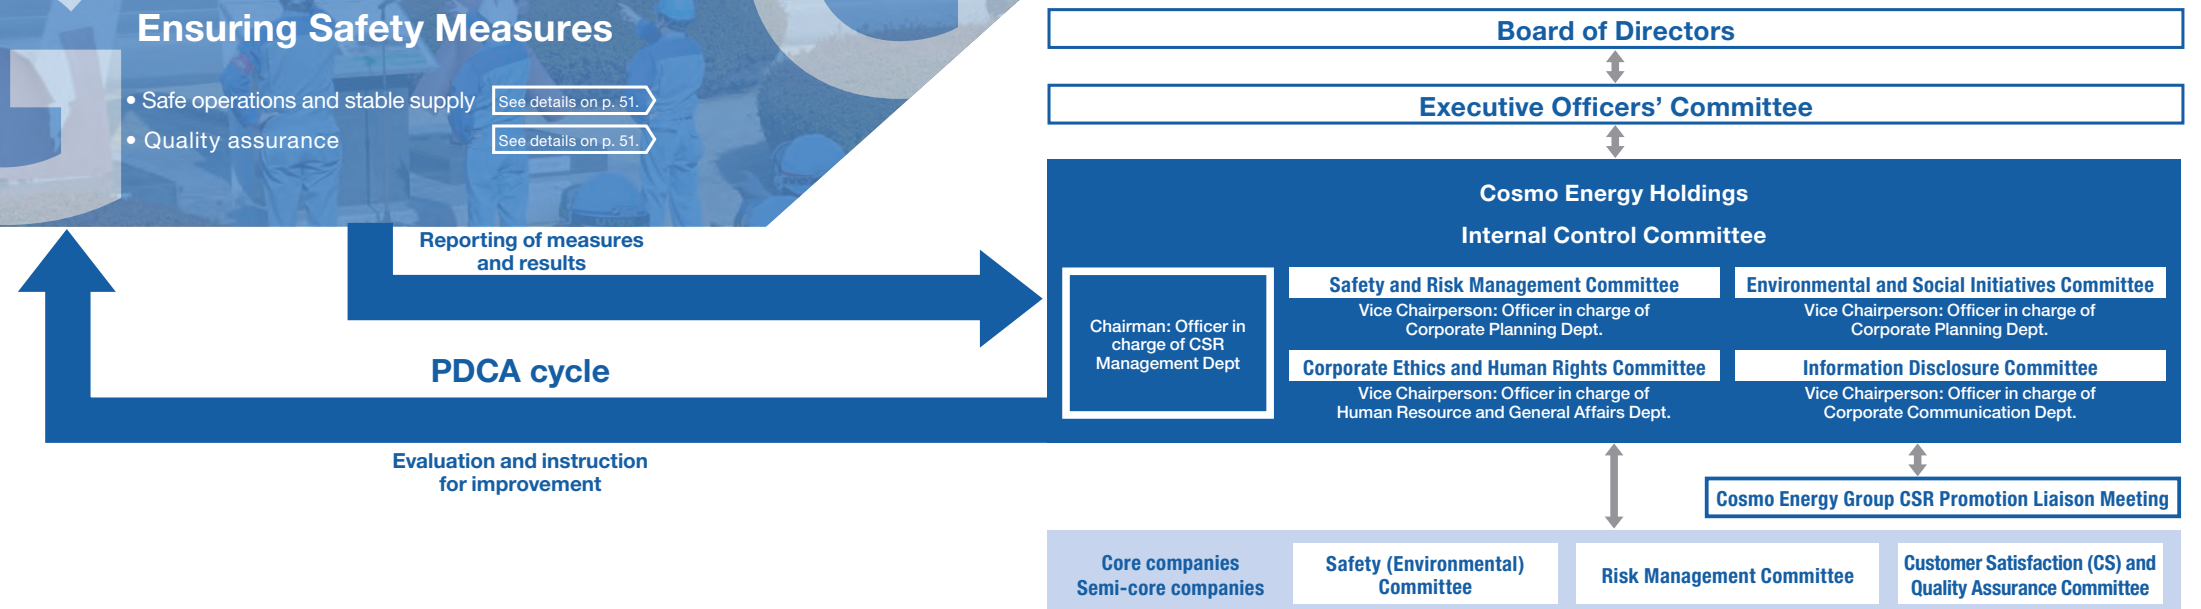 Ensuring Safety Measures
• Safe operations and stable supply See details on p. 51.
• Quality assurance See details on p. 51.
Reporting of measures
and results
PDCA cycle
Evaluation and instruction
for improvement
Board of Directors
Executive Officers’ Committee
Cosmo Energy Holdings
Internal Control Committee
Chairman: Officer in
charge of CSR
Management Dept
Safety and Risk Management Committee
Vice Chairperson: Officer in charge of
Corporate Planning Dept.
Environmental and Social Initiatives Committee
Vice Chairperson: Officer in charge of
Corporate Planning Dept.
Corporate Ethics and Human Rights Committee
Vice Chairperson: Officer in charge of
Human Resource and General Affairs Dept.
Information Disclosure Committee
Vice Chairperson: Officer in charge of
Corporate Communication Dept.
Cosmo Energy Group CSR Promotion Liaison Meeting
Core companies
Semi-core companies
Safety (Environmental)
Committee
Risk Management Committee
Customer Satisfaction (CS) and
Quality Assurance Committee